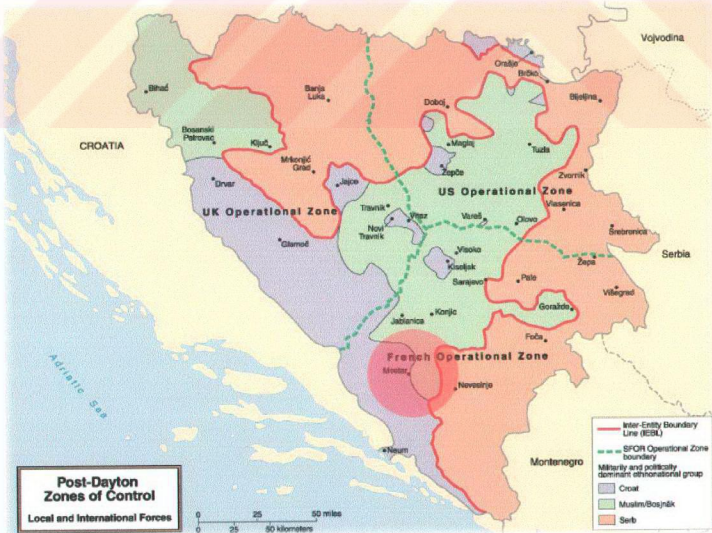 Vojvodina
Orašje
Brčko
Bihać
Banja
Luka
Doboj
Bijeljina
CROATIA
Bosanski
Petrovac
Ključ
Maglaj
Tuzla
Mrkonjić
Grad
Žepče
Zvornik
Drvar
Jajce
US Operational Zone
Vlasenica
UK Operational Zone
Travnik
Vitez
Vareš
Olovo
Novi
Travnik
Srebrenica
Glamoč
Visoko
Serbia
Kiseljak
Žepa
Sarajevo
Pale
Višegrad
Goražde
Jablanica
Konjic
Foča
French Operational Zone
Adriatic Sea
Mostar
Nevesinje
Neum
Montenegro
Inter-Entity Boundary
Line (IEBL)
SFOR Operational Zone
boundary
Militarily and politically
dominant ethnonational group
Croat
Muslim/Bosjnăk
Serb
Post-Dayton
Zones of Control
Local and International Forces
0 25 50 miles
0 25 50 kilometers